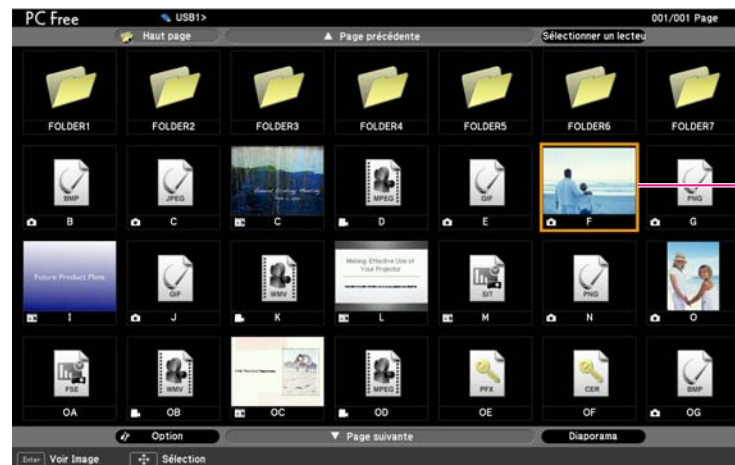 PC Free USB1> 001/001 Page
Haut page Page précédente Sélectionner un lecteu
FOLDER1 FOLDER2 FOLDER3 FOLDER4 FOLDER5 FOLDER6 FOLDER7
BMP JPEG MPEG GIF PNG
B C C D E F G
Future Product Plans GIF WMV Making Effective Use of Your Projector SIT PNG
I J K L M N O
FSE WMV MPEG PFX CER BMP
OA OB OC OD OE OF OG
Option Page suivante Diaporama
Enter Voir Image Sélection